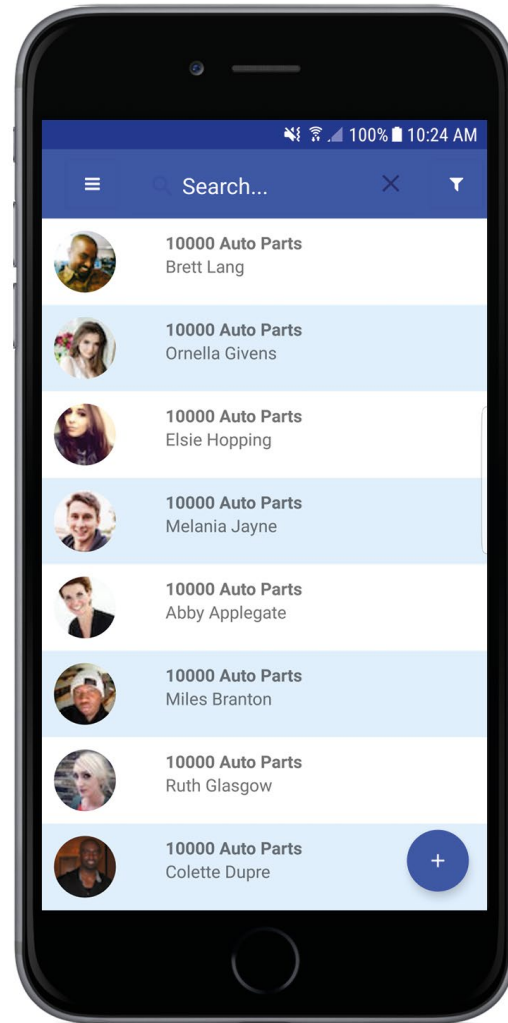 100% 10:24 AM
Search...
10000 Auto Parts
Brett Lang
10000 Auto Parts
Ornella Givens
10000 Auto Parts
Elsie Hopping
10000 Auto Parts
Melania Jayne
10000 Auto Parts
Abby Applegate
10000 Auto Parts
Miles Branton
10000 Auto Parts
Ruth Glasgow
10000 Auto Parts
Colette Dupre